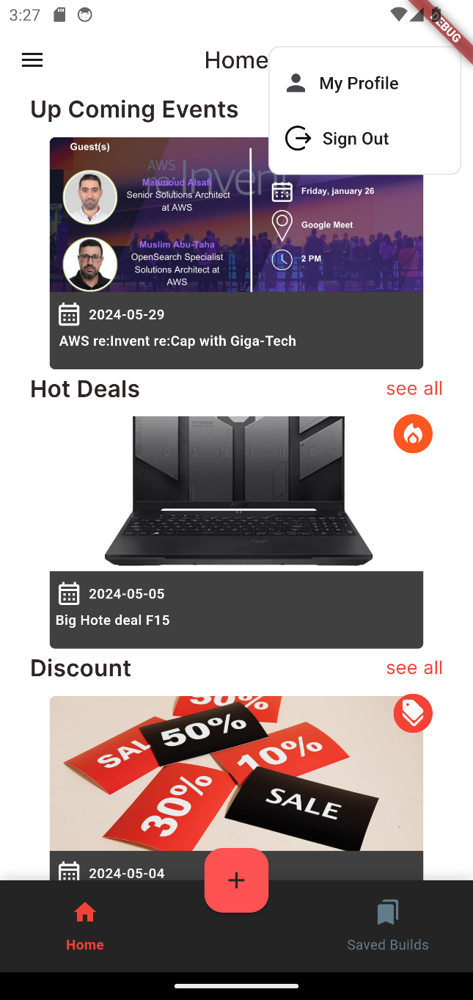 3:27
DEBUG
Home
My Profile
Sign Out
Up Coming Events
Guest(s)
AWS
re:Invent
Mahmoud Alsafi
Senior Solutions Architect
at AWS
Muslim Abu-Taha
OpenSearch Specialist
Solutions Architect at
AWS
Friday, january 26
Google Meet
2 PM
2024-05-29
AWS re:Invent re:Cap with Giga-Tech
Hot Deals
see all
GAMING
2024-05-05
Big Hote deal F15
Discount
see all
50%
SAL
50%
10%
30%
SALE
2024-05-04
+
Home
Saved Builds